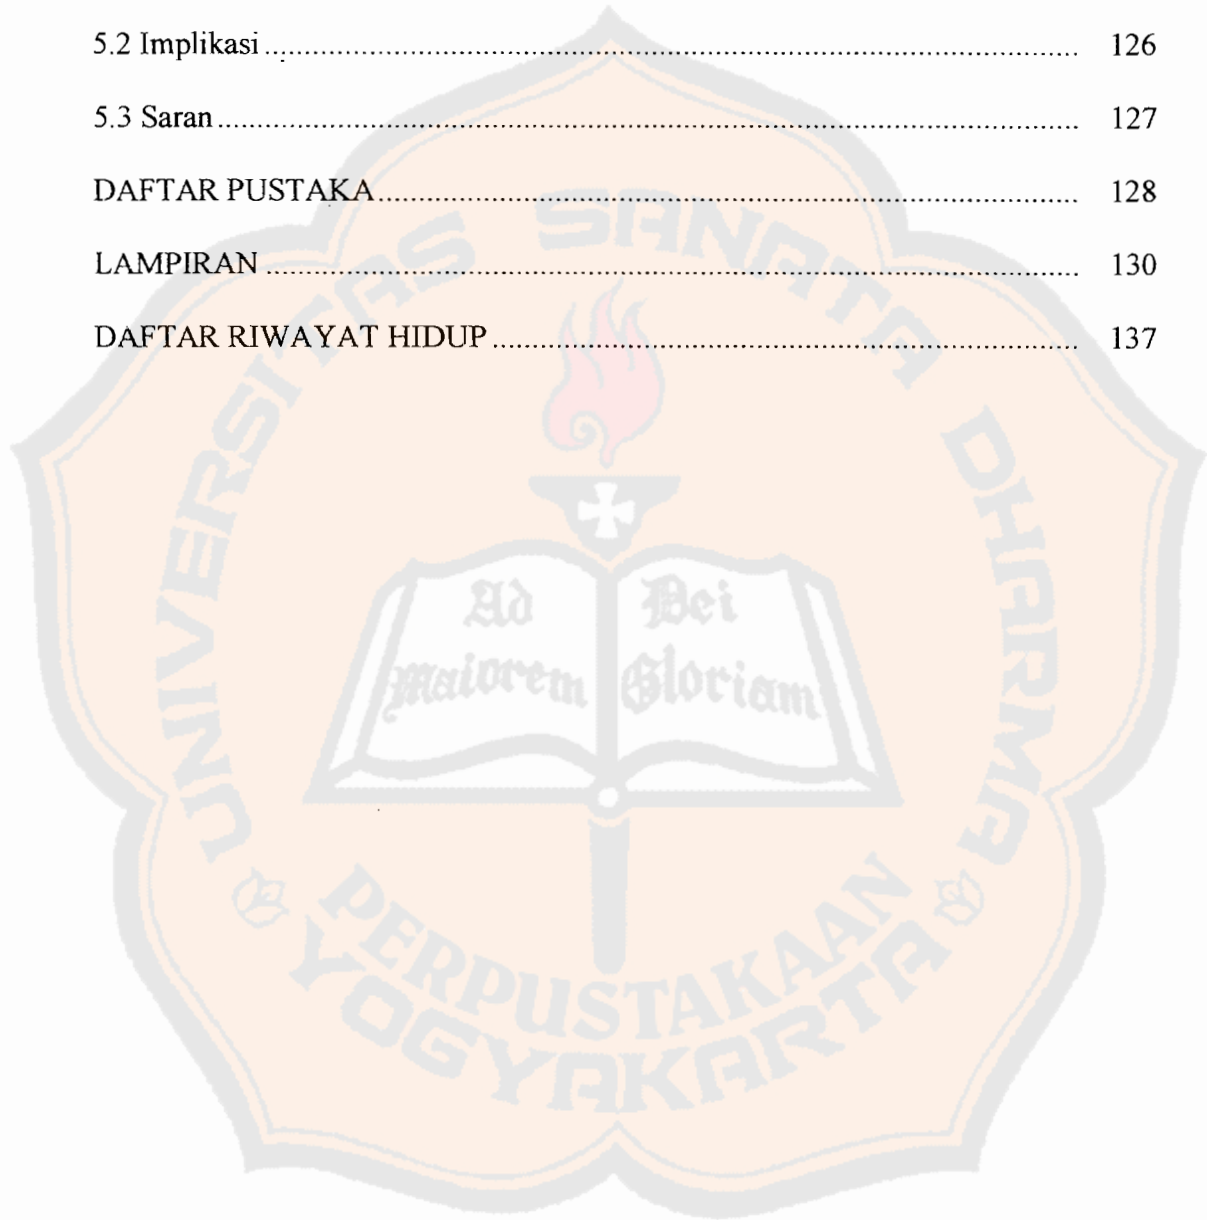 5.2 Implikasi ........................................................................ 126
5.3 Saran ........................................................................ 127
DAFTAR PUSTAKA ........................................................................ 128
LAMPIRAN ........................................................................ 130
DAFTAR RIWAYAT HIDUP ........................................................................ 137
UNIVERSITAS SANATA DHARMA
Ad Dei
Maiorem Gloriam
PERPUSTAKAAN
YOGYAKARTA